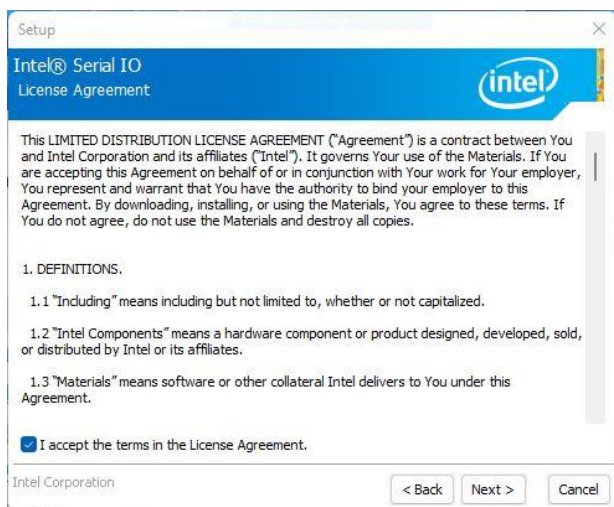 Setup
Intel® Serial IO
License Agreement
intel
This LIMITED DISTRIBUTION LICENSE AGREEMENT ("Agreement") is a contract between You
and Intel Corporation and its affiliates ("Intel"). It governs Your use of the Materials. If You
are accepting this Agreement on behalf of or in conjunction with Your work for Your employer,
You represent and warrant that You have the authority to bind your employer to this
Agreement. By downloading, installing, or using the Materials, You agree to these terms. If
You do not agree, do not use the Materials and destroy all copies.
1. DEFINITIONS.
1.1 "Including" means including but not limited to, whether or not capitalized.
1.2 "Intel Components" means a hardware component or product designed, developed, sold,
or distributed by Intel or its affiliates.
1.3 "Materials" means software or other collateral Intel delivers to You under this
Agreement.
I accept the terms in the License Agreement.
Intel Corporation
< Back Next > Cancel